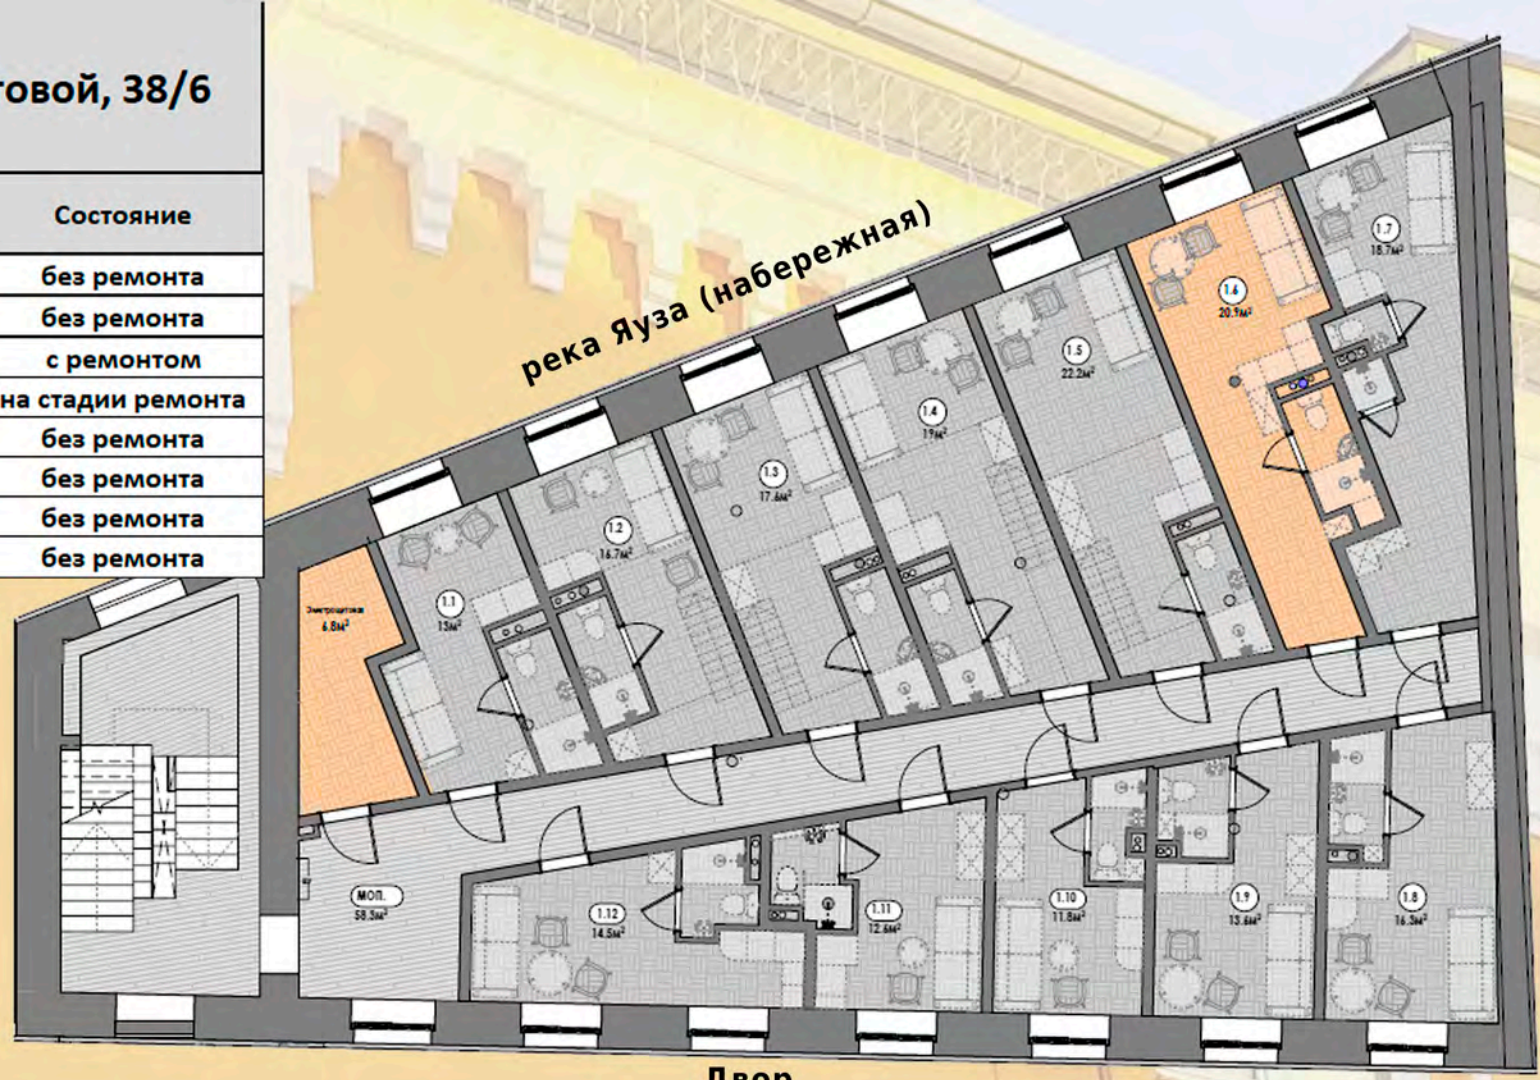 товой, 38/6
Состояние
без ремонта
без ремонта
с ремонтом
на стадии ремонта
без ремонта
без ремонта
без ремонта
без ремонта
река Яуза (набережная)
1.7
18.7м²
1.6
20.9м²
1.5
22.2м²
1.4
19м²
1.3
17.6м²
1.2
16.7м²
1.1
13м²
Электрощитовая
6.8м²
МОП.
58.3м²
1.12
14.5м²
1.11
12.6м²
1.10
11.8м²
1.9
13.6м²
1.8
16.3м²
Двор